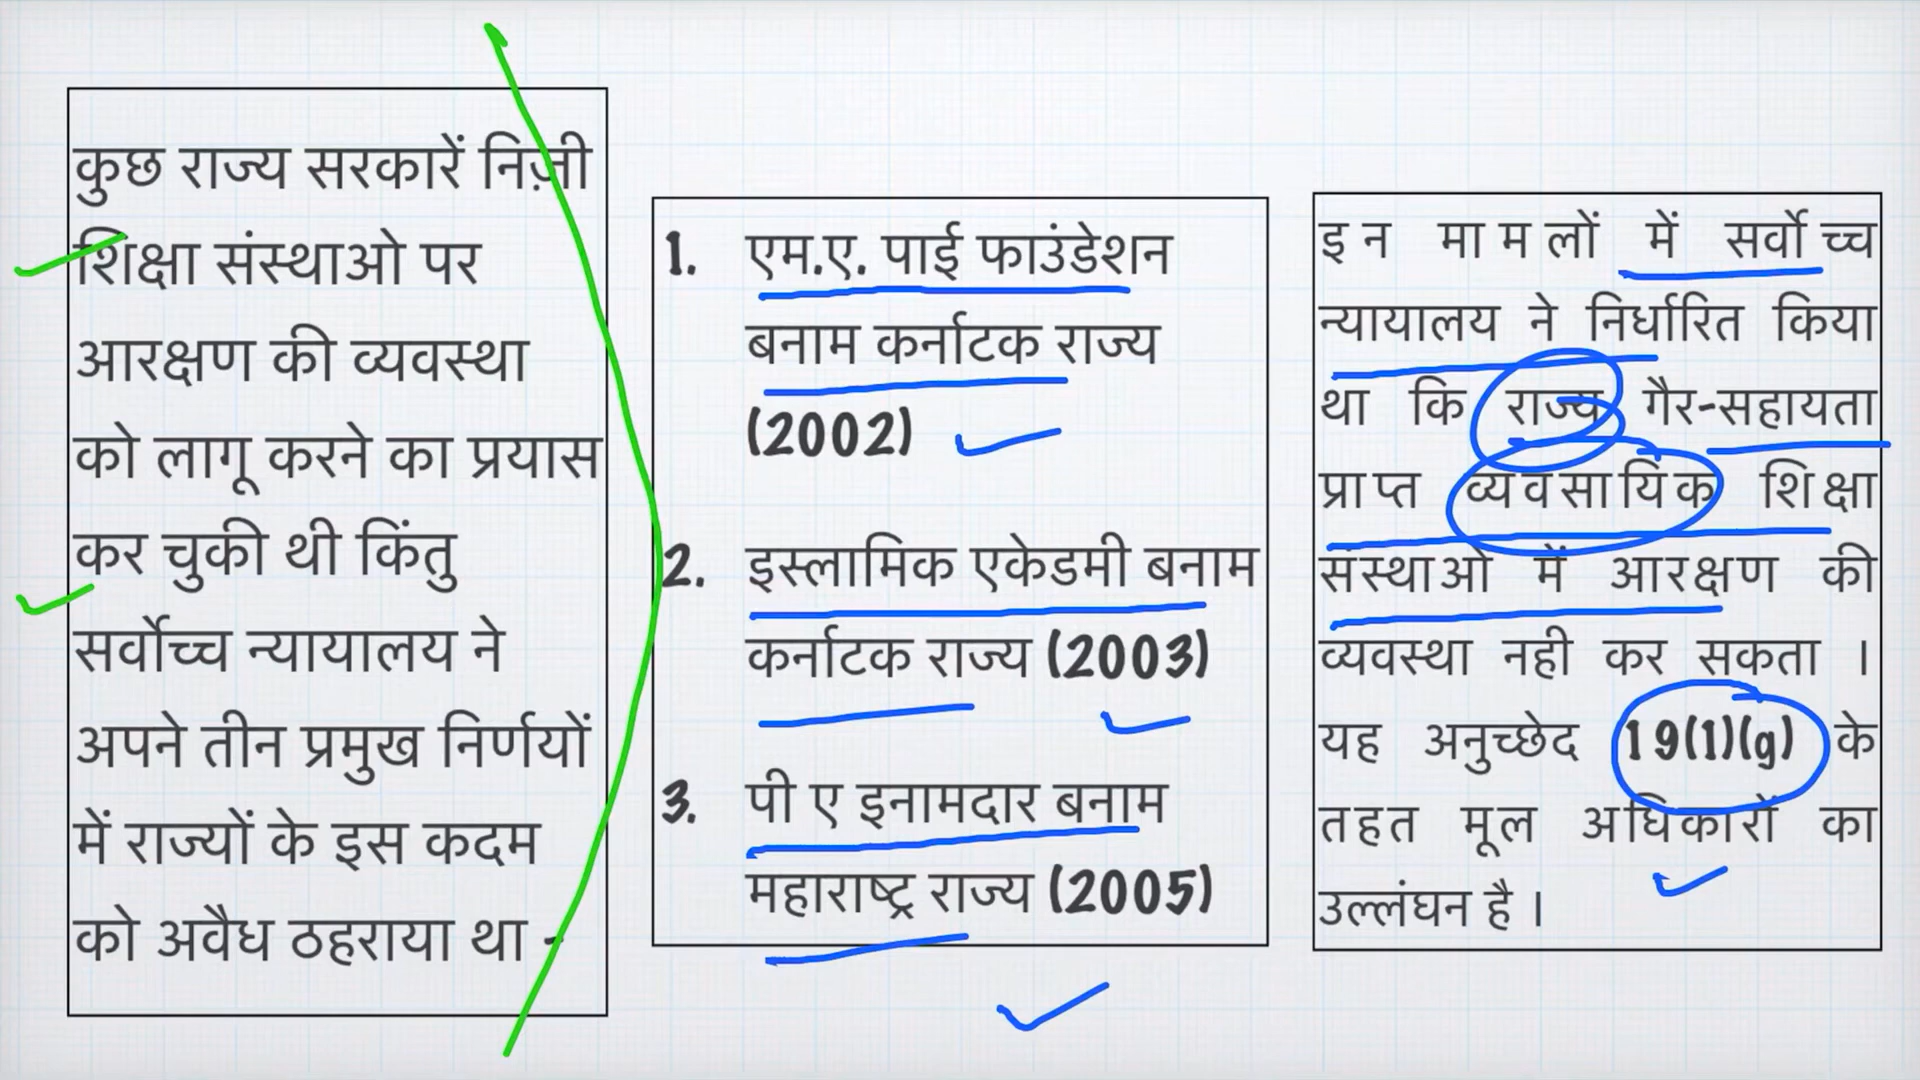 कुछ राज्य सरकारें निज़ी
शिक्षा संस्थाओ पर
आरक्षण की व्यवस्था
को लागू करने का प्रयास
कर चुकी थी किंतु
सर्वोच्च न्यायालय ने
अपने तीन प्रमुख निर्णयों
में राज्यों के इस कदम
को अवैध ठहराया था -
1. एम.ए. पाई फाउंडेशन
बनाम कर्नाटक राज्य
(2002)
2. इस्लामिक एकेडमी बनाम
कर्नाटक राज्य (2003)
3. पी ए इनामदार बनाम
महाराष्ट्र राज्य (2005)
इन मामलों में सर्वोच्च
न्यायालय ने निर्धारित किया
था कि राज्य गैर-सहायता
प्राप्त व्यवसायिक शिक्षा
संस्थाओ में आरक्षण की
व्यवस्था नही कर सकता ।
यह अनुच्छेद 19(1)(g) के
तहत मूल अधिकारों का
उल्लंघन है ।